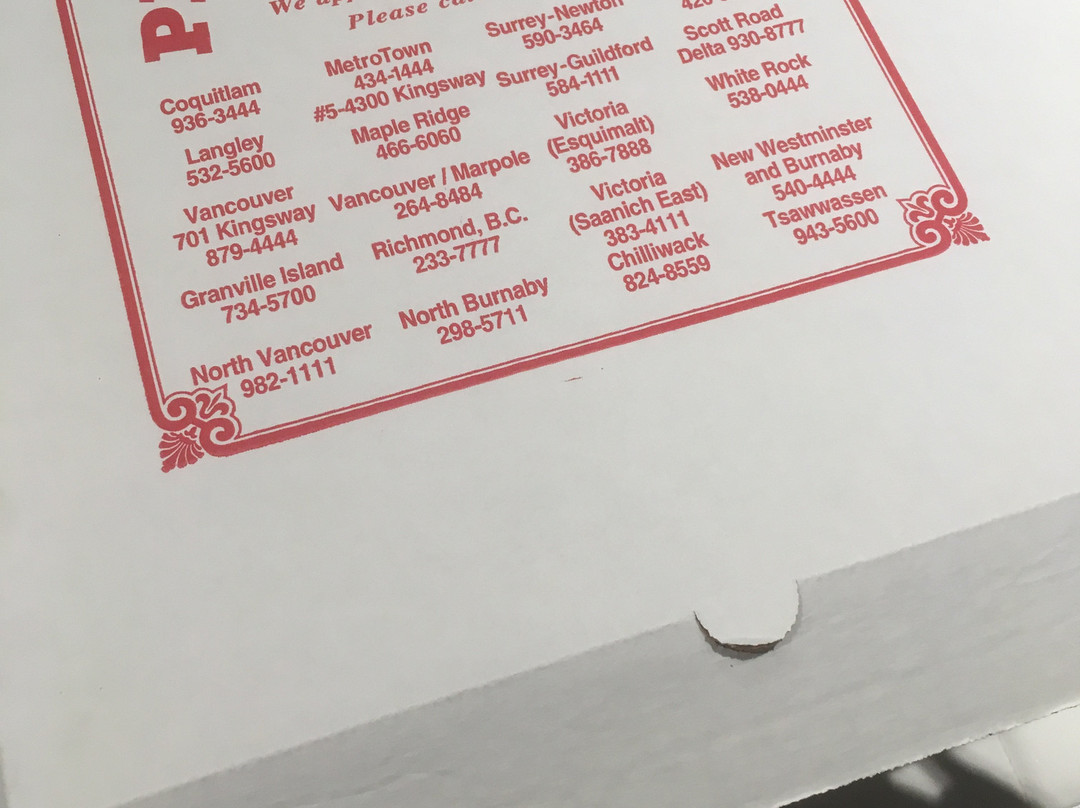 We
Please
Coquitlam
936-3444
Langley
532-5600
Vancouver
701 Kingsway
879-4444
Granville Island
734-5700
North Vancouver
982-1111
MetroTown
434-1444
#5-4300 Kingsway
Maple Ridge
466-6060
Vancouver / Marpole
264-8484
Richmond, B.C.
233-7777
North Burnaby
298-5711
Surrey-Newton
590-3464
Surrey-Guildford
584-1111
Victoria
(Esquimalt)
386-7888
Victoria
(Saanich East)
383-4111
Chilliwack
824-8559
Scott Road
Delta 930-8777
White Rock
538-0444
New Westminster
and Burnaby
540-4444
Tsawwassen
943-5600